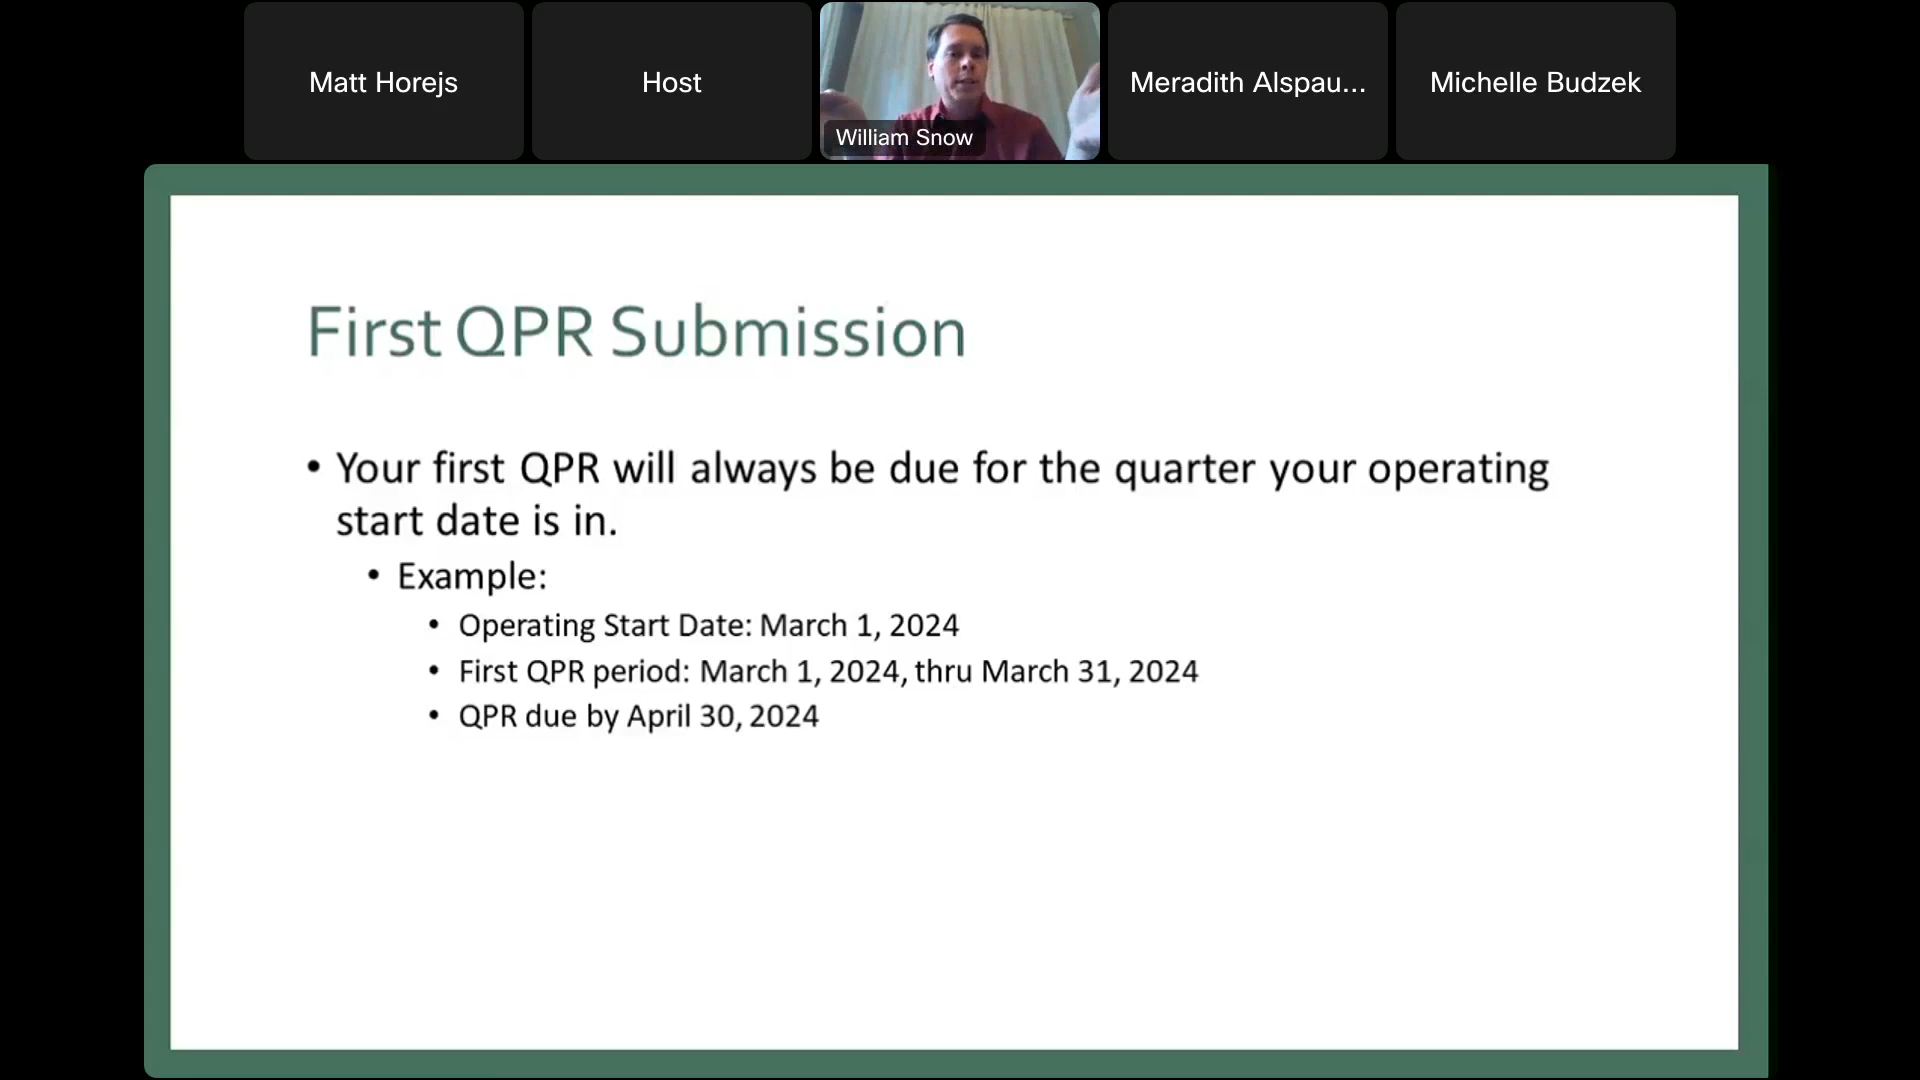 Matt Horejs
Host
William Snow
Meradith Alspau...
Michelle Budzek
First QPR Submission
• Your first QPR will always be due for the quarter your operating
start date is in.
• Example:
• Operating Start Date: March 1, 2024
• First QPR period: March 1, 2024, thru March 31, 2024
• QPR due by April 30, 2024